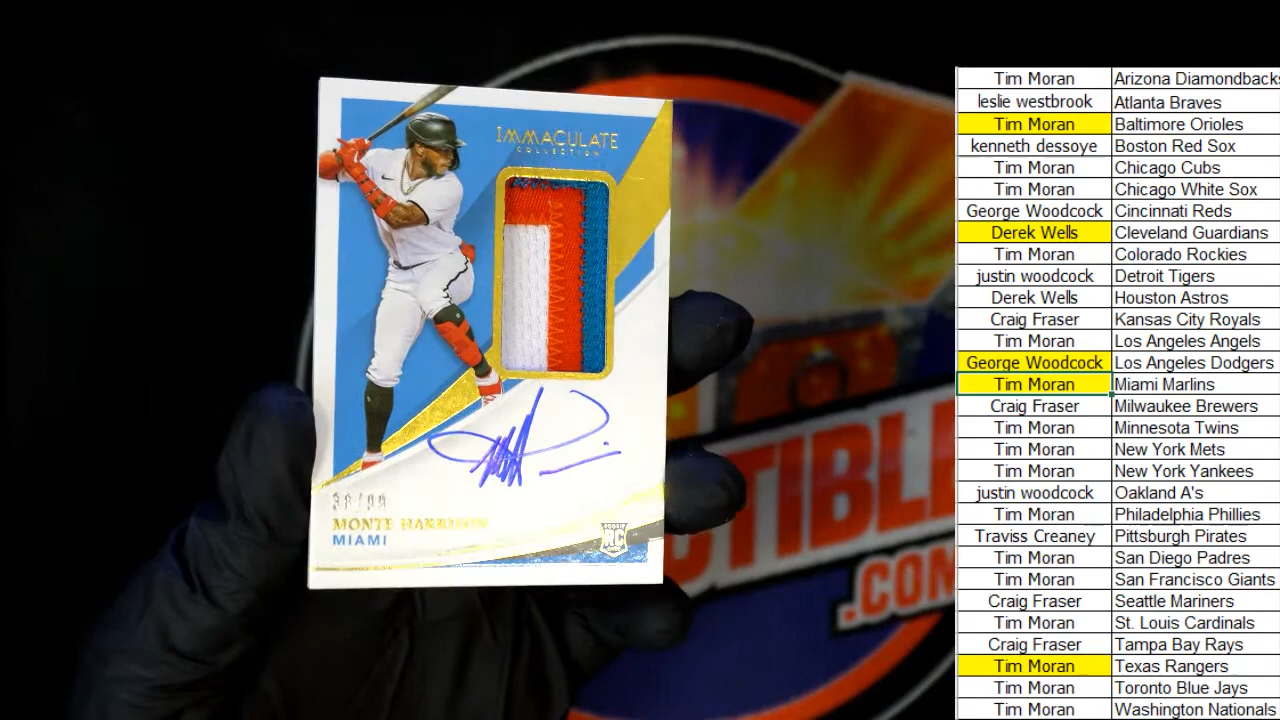 IMMACULATE
COLLECTION
MONTE HARRISON
MIAMI
RC
CTIBLE
.COM
Tim Moran Arizona Diamondbacks
leslie westbrook Atlanta Braves
Tim Moran Baltimore Orioles
kenneth dessoye Boston Red Sox
Tim Moran Chicago Cubs
Tim Moran Chicago White Sox
George Woodcock Cincinnati Reds
Derek Wells Cleveland Guardians
Tim Moran Colorado Rockies
justin woodcock Detroit Tigers
Derek Wells Houston Astros
Craig Fraser Kansas City Royals
Tim Moran Los Angeles Angels
George Woodcock Los Angeles Dodgers
Tim Moran Miami Marlins
Craig Fraser Milwaukee Brewers
Tim Moran Minnesota Twins
Tim Moran New York Mets
Tim Moran New York Yankees
justin woodcock Oakland A's
Tim Moran Philadelphia Phillies
Traviss Creaney Pittsburgh Pirates
Tim Moran San Diego Padres
Tim Moran San Francisco Giants
Craig Fraser Seattle Mariners
Tim Moran St. Louis Cardinals
Craig Fraser Tampa Bay Rays
Tim Moran Texas Rangers
Tim Moran Toronto Blue Jays
Tim Moran Washington Nationals